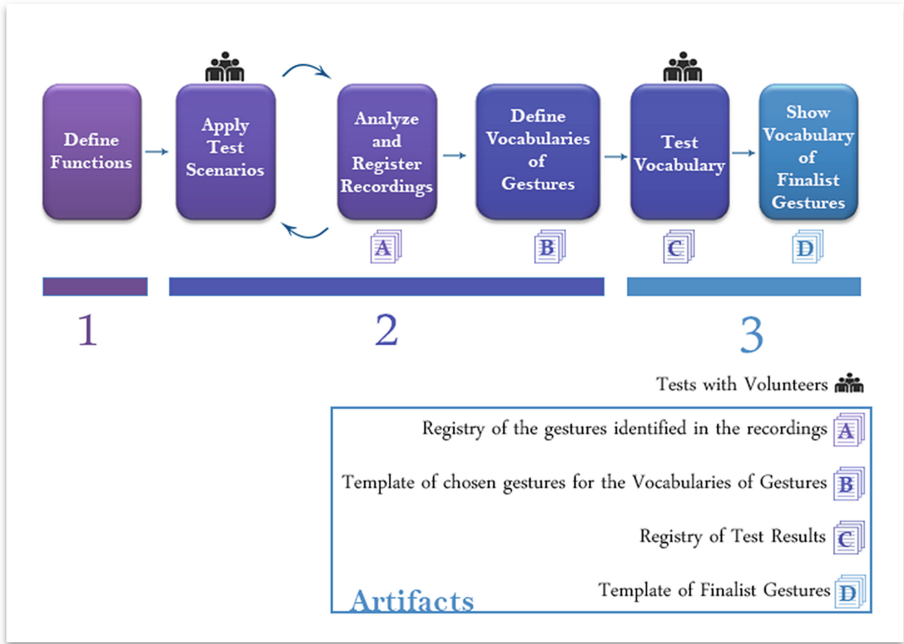 Define
Functions
Apply
Test
Scenarios
Analyze
and
Register
Recordings
Define
Vocabularies
of
Gestures
Test
Vocabulary
Show
Vocabulary
of
Finalist
Gestures
A
B
C
D
1
2
3
Tests with Volunteers
Registry of the gestures identified in the recordings A
Template of chosen gestures for the Vocabularies of Gestures B
Registry of Test Results C
Template of Finalist Gestures D
Artifacts